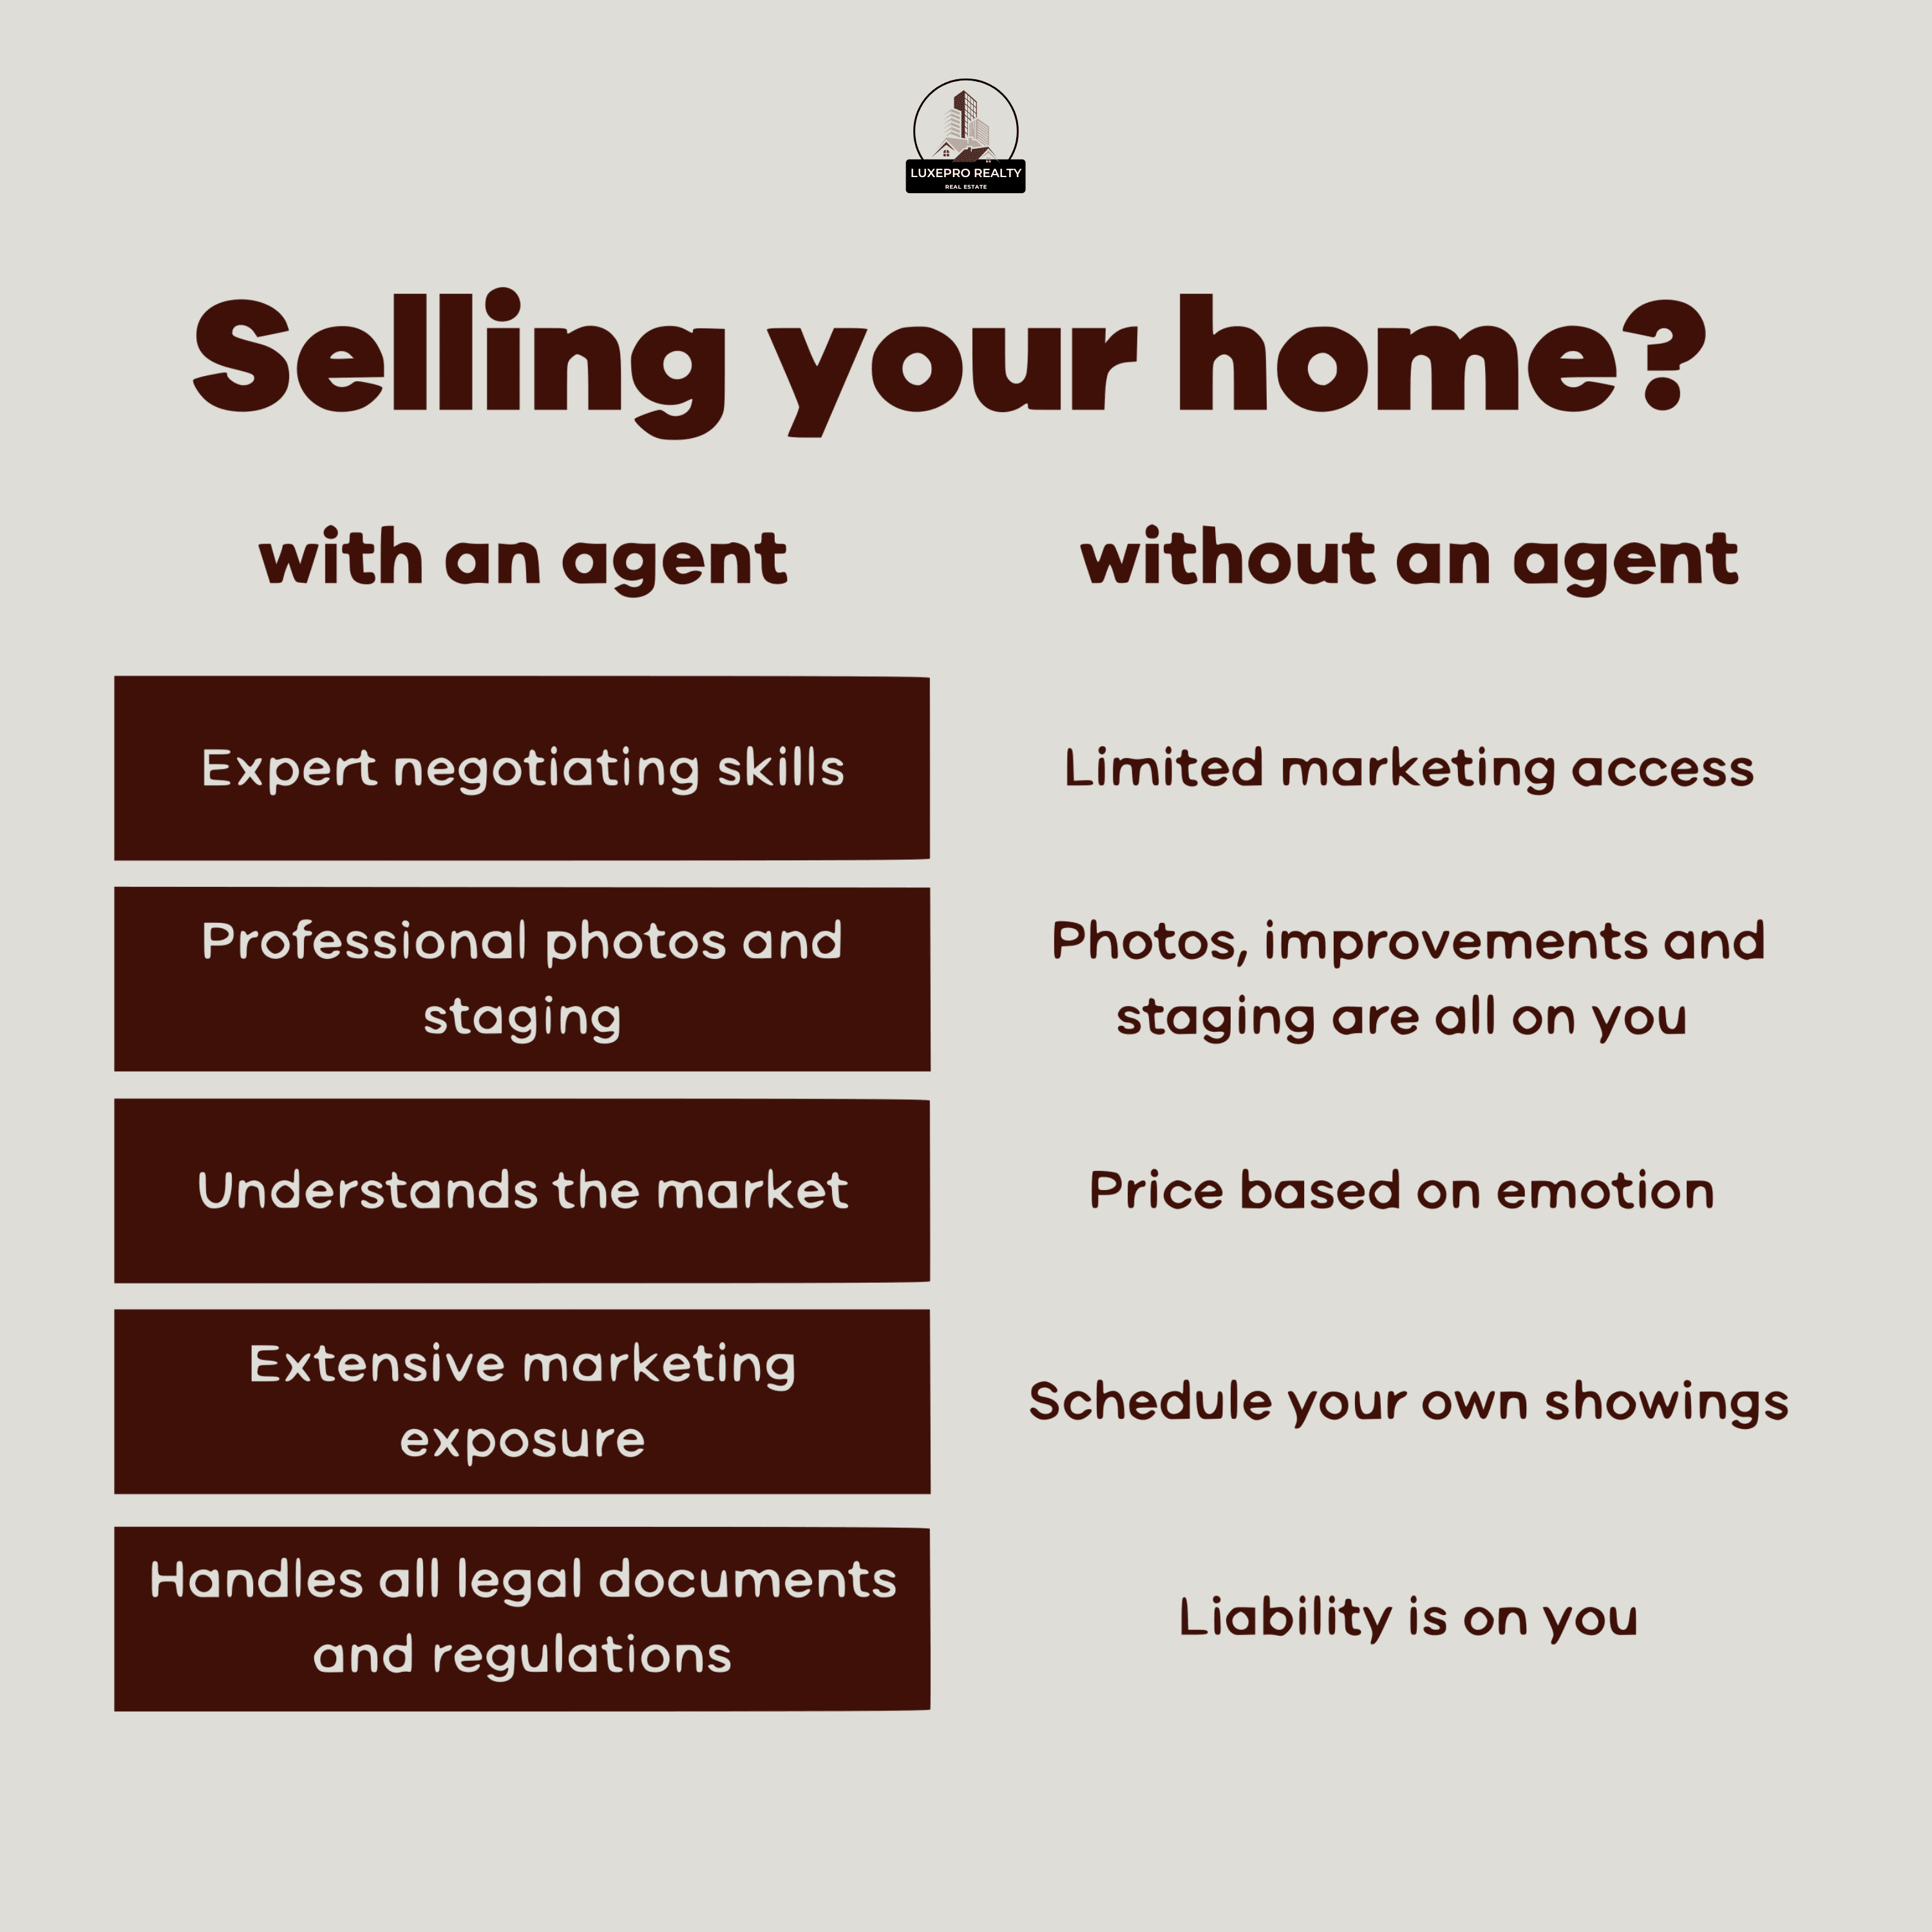 LUXEPRO REALTY
REAL ESTATE
Selling your home?
with an agent
without an agent
Expert negotiating skills
Limited marketing access
Professional photos and
staging
Photos, improvements and
staging are all on you
Understands the market
Price based on emotion
Extensive marketing
exposure
Schedule your own showings
Handles all legal documents
and regulations
Liability is on you